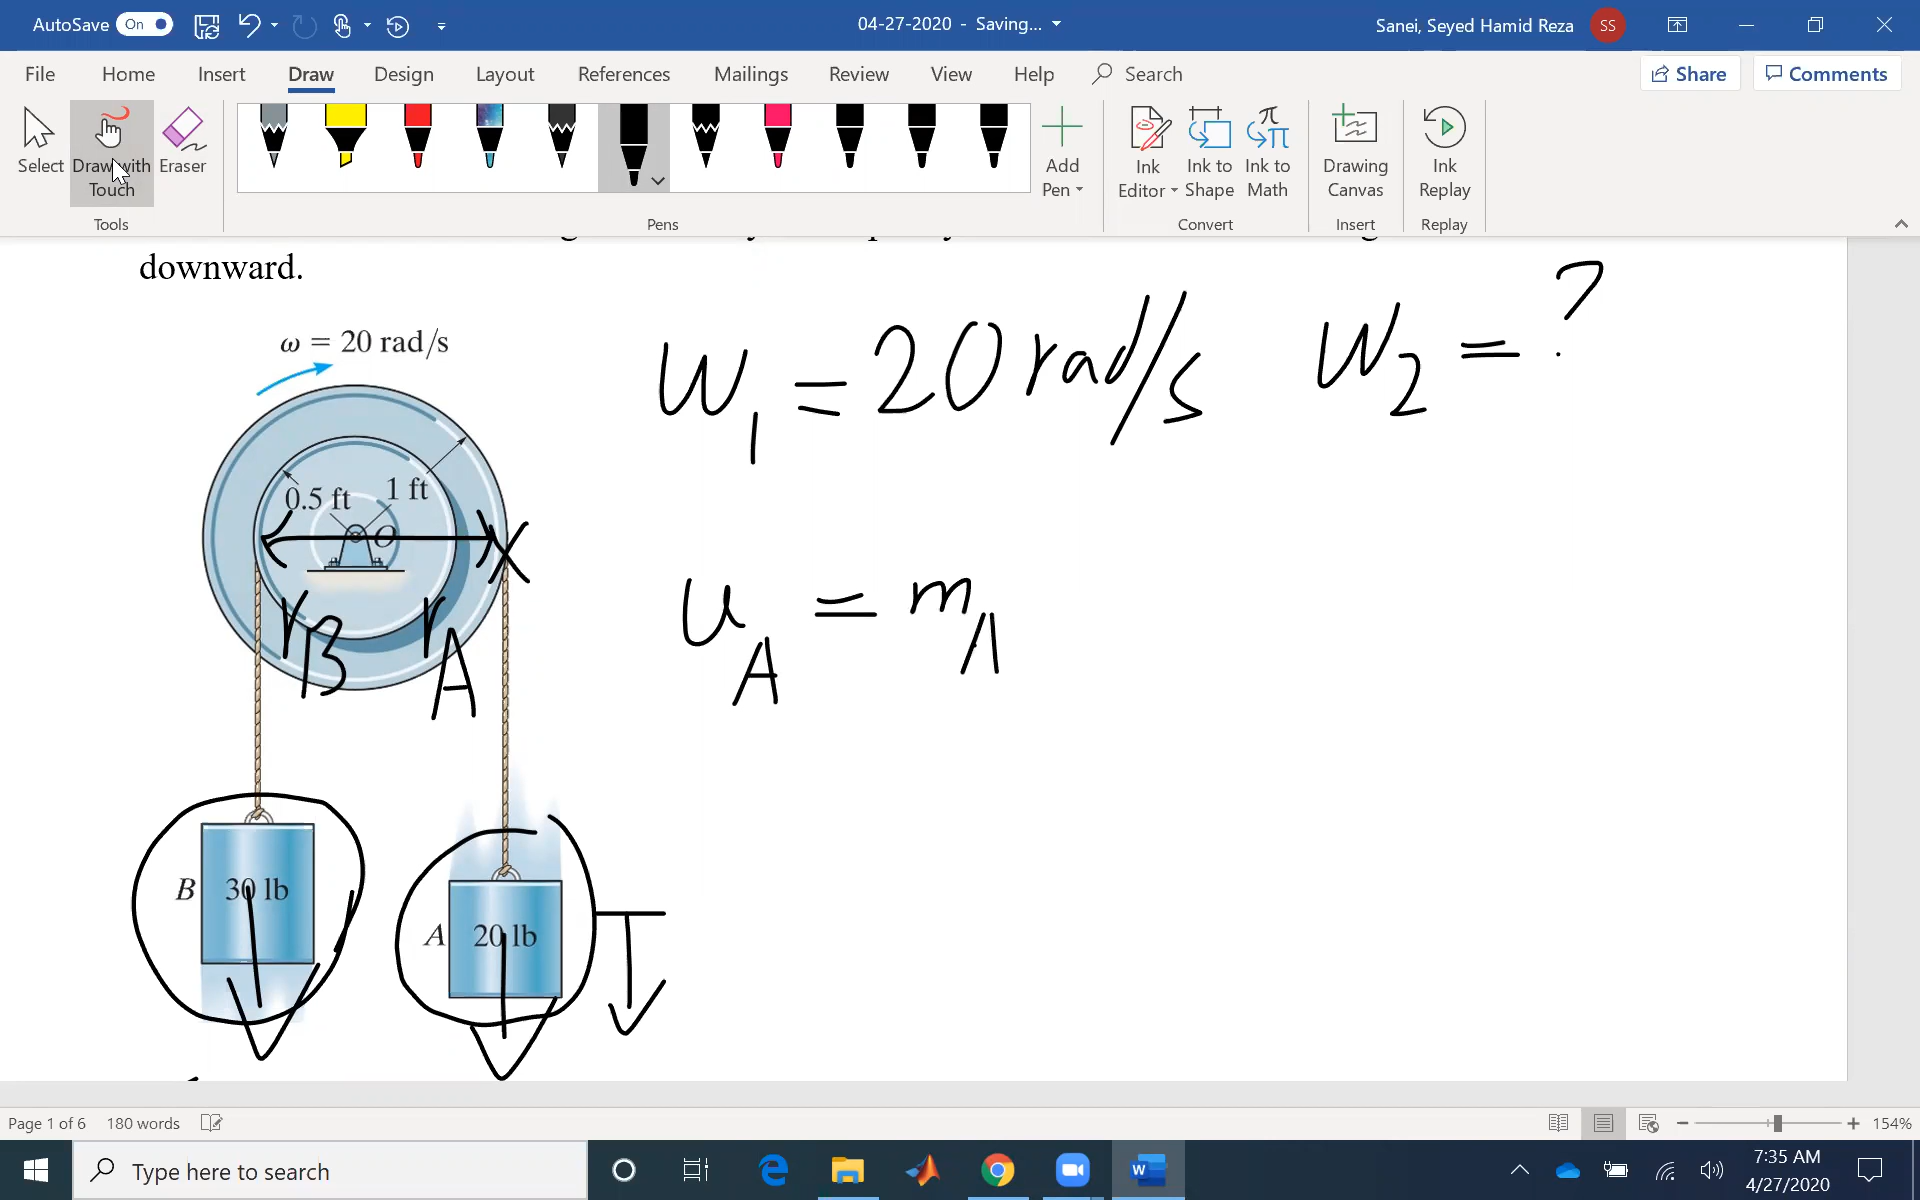 AutoSave On
04-27-2020 - Saving...
Sanei, Seyed Hamid Reza SS
File Home Insert Draw Design Layout References Mailings Review View Help Search
Share Comments
Select
Draw with Touch
Eraser
Add Pen
Ink Editor
Ink to Shape
Ink to Math
Drawing Canvas
Ink Replay
Tools Pens Convert Insert Replay
downward.
ω = 20 rad/s
W1 = 20 rad/s W2 = ?
0.5 ft 1 ft
O
rB rA
uA = mA
B 30 lb
A 20 lb
Page 1 of 6 180 words
154%
Type here to search
7:35 AM
4/27/2020